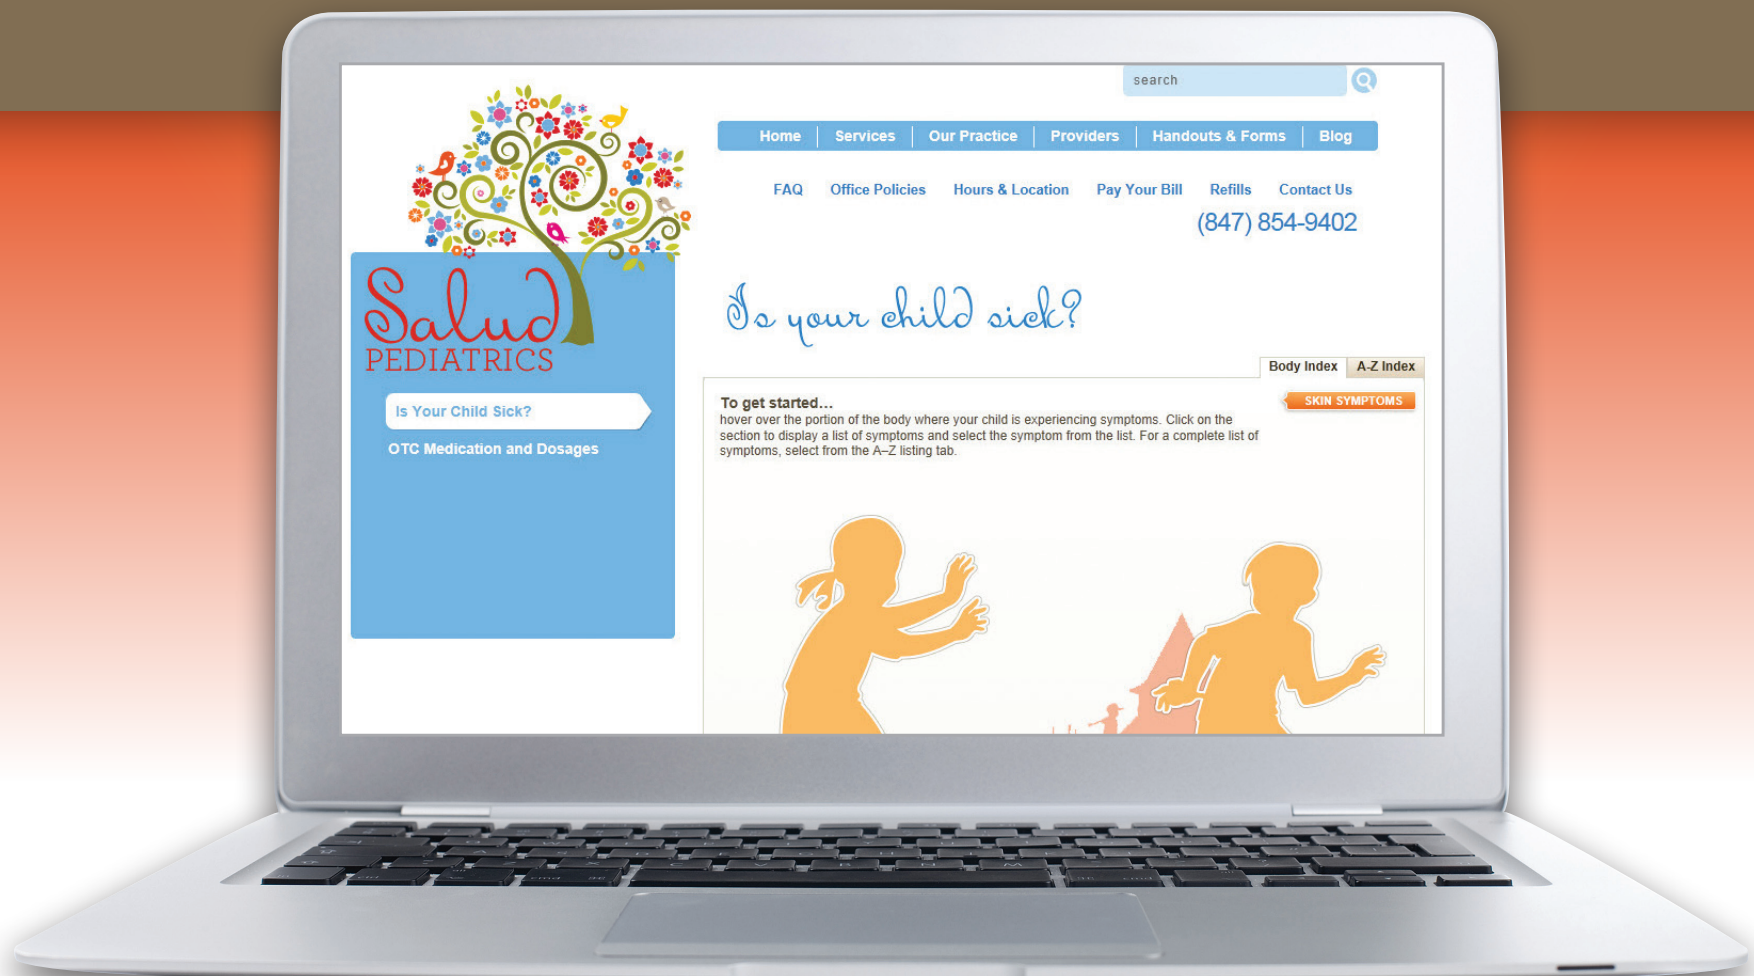 search
Home
Services
Our Practice
Providers
Handouts & Forms
Blog
FAQ
Office Policies
Hours & Location
Pay Your Bill
Refills
Contact Us
(847) 854-9402
Salud
PEDIATRICS
Is Your Child Sick?
OTC Medication and Dosages
Is your child sick?
Body Index
A-Z Index
SKIN SYMPTOMS
To get started...
hover over the portion of the body where your child is experiencing symptoms. Click on the
section to display a list of symptoms and select the symptom from the list. For a complete list of
symptoms, select from the A–Z listing tab.